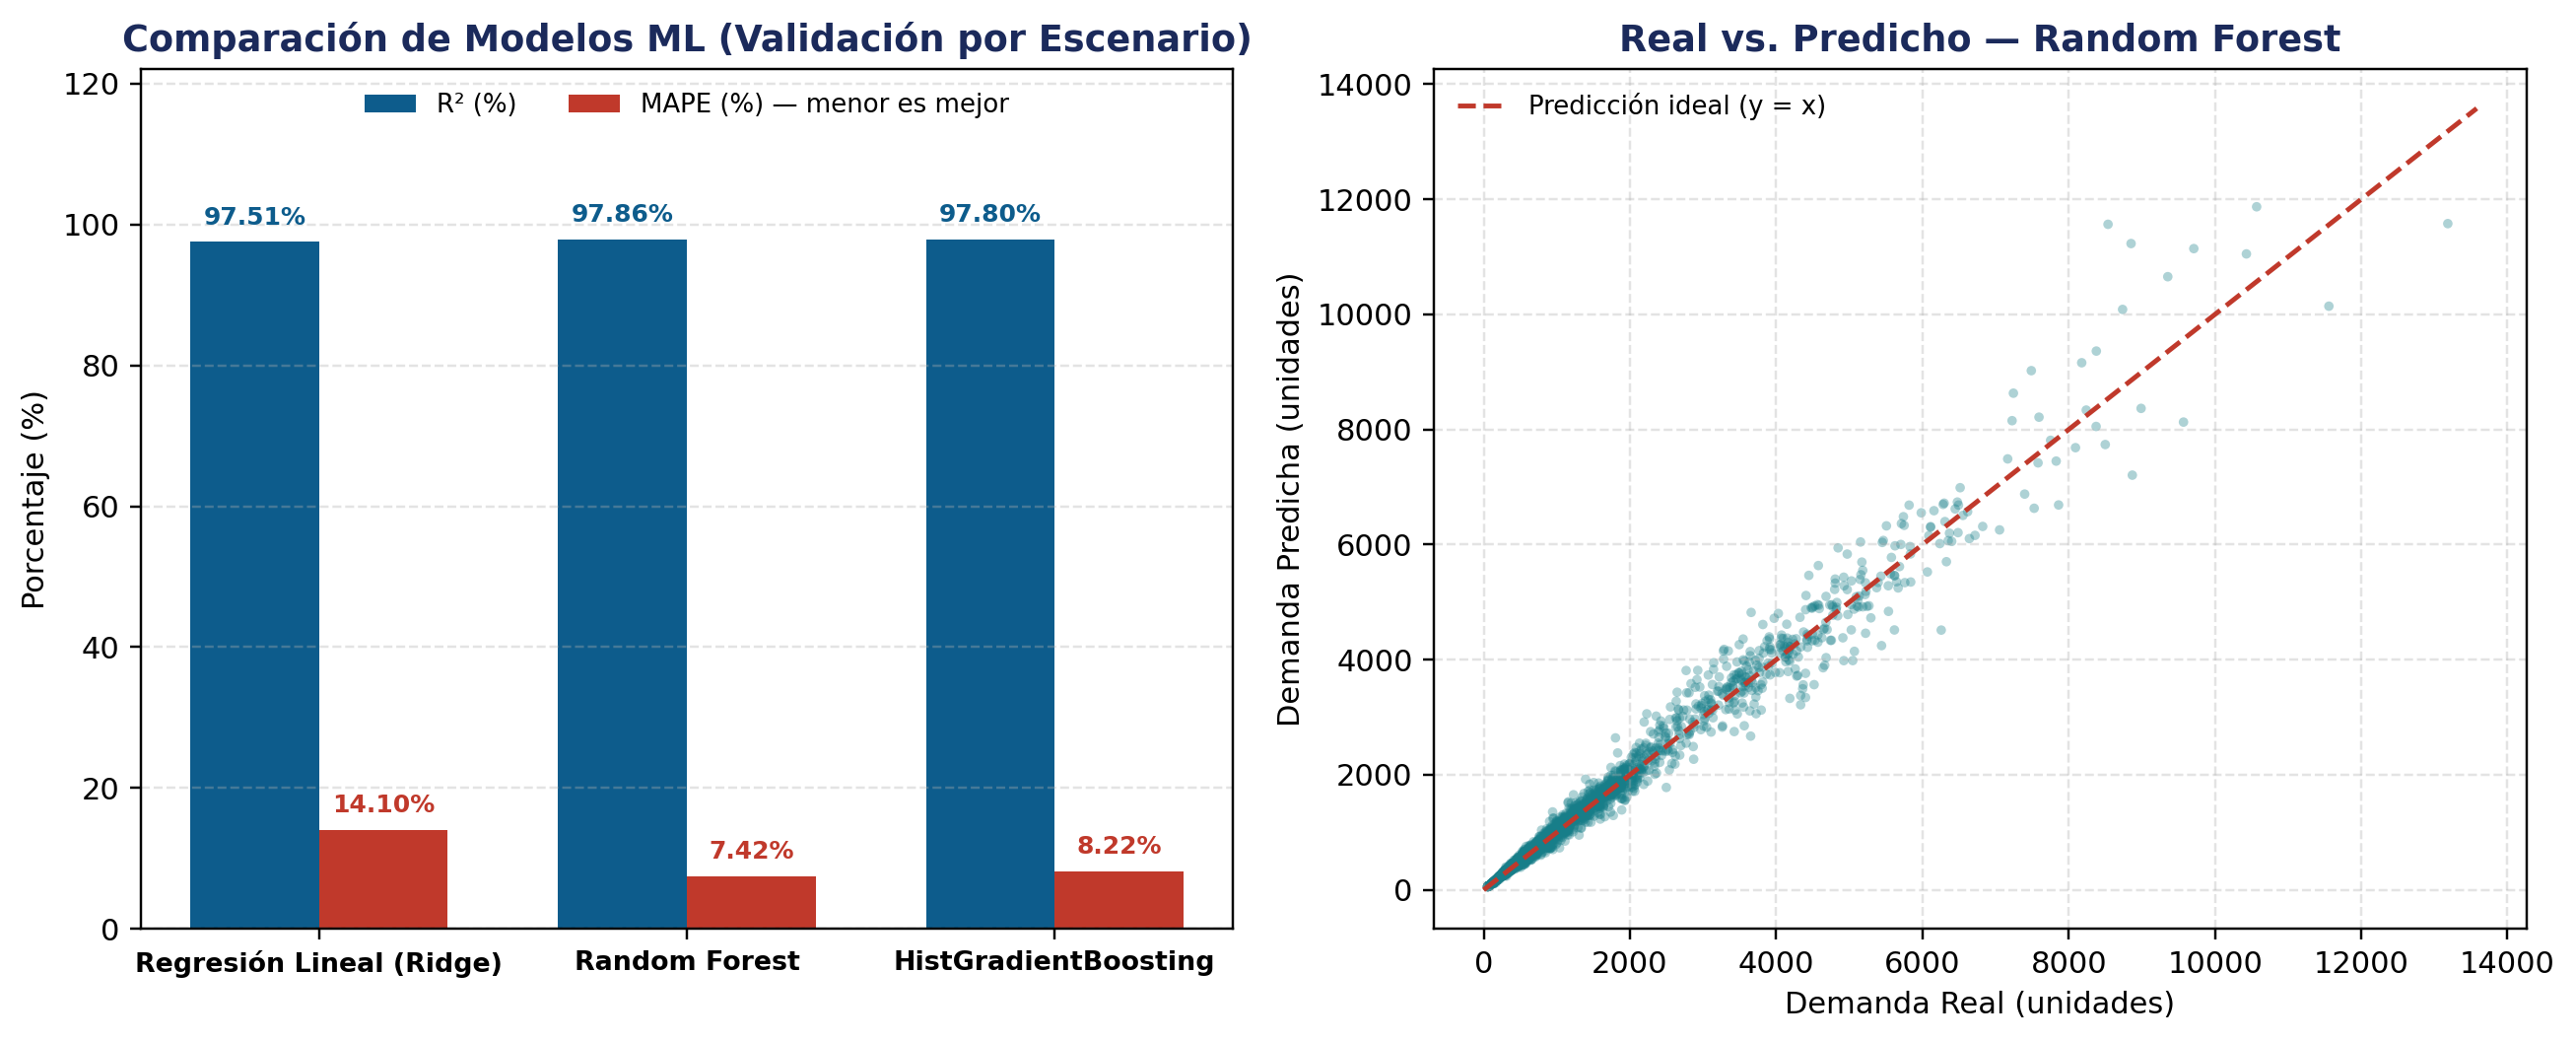 Comparación de Modelos ML (Validación por Escenario)
R² (%)
MAPE (%) — menor es mejor
Porcentaje (%)
120
100
80
60
40
20
0
97.51%
14.10%
97.86%
7.42%
97.80%
8.22%
Regresión Lineal (Ridge)
Random Forest
HistGradientBoosting
Real vs. Predicho — Random Forest
Predicción ideal (y = x)
Demanda Predicha (unidades)
14000
12000
10000
8000
6000
4000
2000
0
0 2000 4000 6000 8000 10000 12000 14000
Demanda Real (unidades)